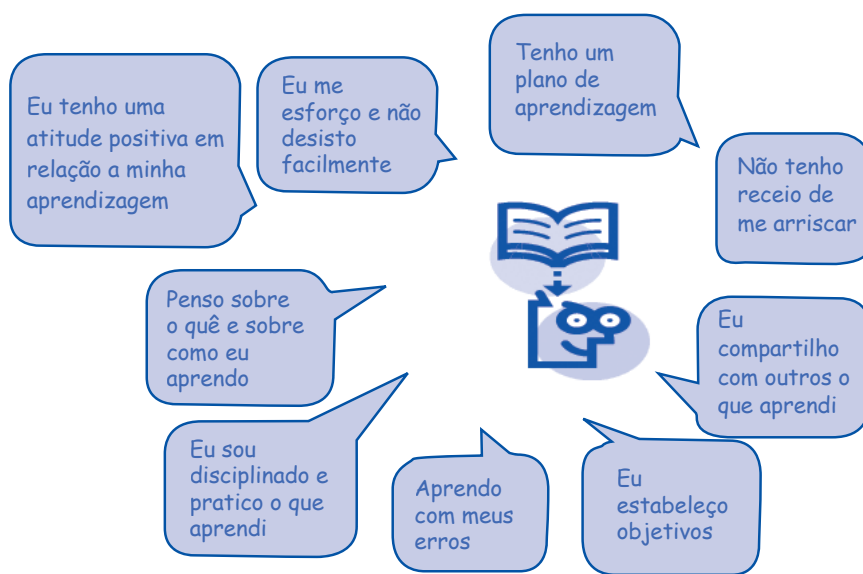 Eu tenho uma
atitude positiva em
relação a minha
aprendizagem
Eu me
esforço e não
desisto
facilmente
Tenho um
plano de
aprendizagem
Não tenho
receio de
me arriscar
Penso sobre
o quê e sobre
como eu
aprendo
Eu
compartilho
com outros o
que aprendi
Eu sou
disciplinado e
pratico o que
aprendi
Aprendo
com meus
erros
Eu
estabeleço
objetivos